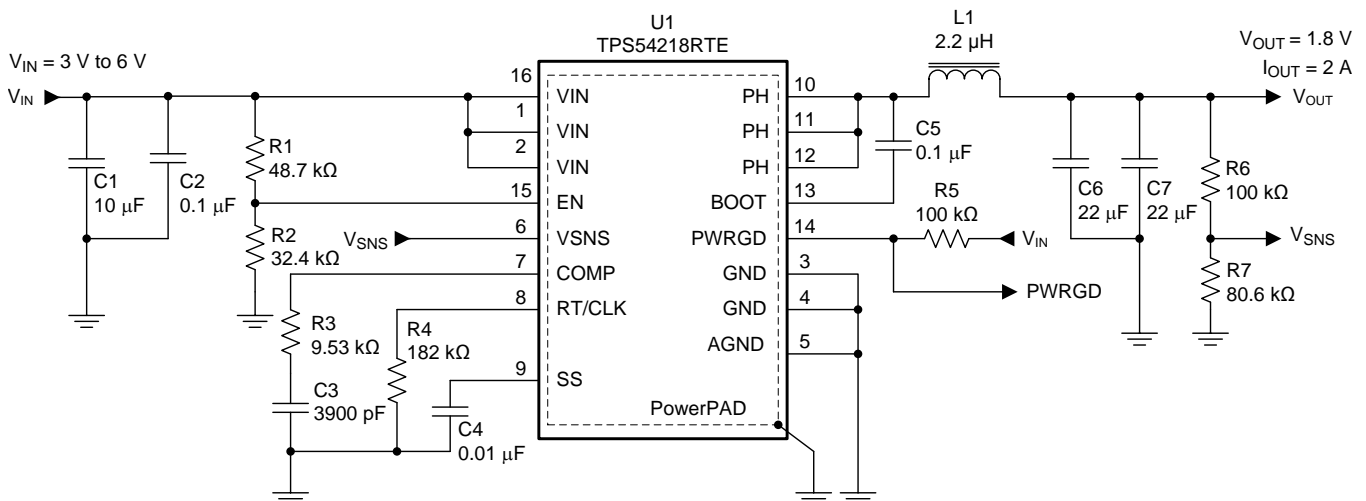 U1
TPS54218RTE
L1
2.2 µH
V_IN = 3 V to 6 V
V_OUT = 1.8 V
I_OUT = 2 A
V_IN
16
VIN
1
VIN
2
VIN
15
EN
6
VSNS
7
COMP
8
RT/CLK
9
SS
PH
10
PH
11
PH
12
BOOT
13
PWRGD
14
GND
3
GND
4
AGND
5
PowerPAD
C1
10 µF
C2
0.1 µF
R1
48.7 kΩ
R2
32.4 kΩ
V_SNS
R3
9.53 kΩ
C3
3900 pF
R4
182 kΩ
C4
0.01 µF
C5
0.1 µF
R5
100 kΩ
V_IN
PWRGD
C6
22 µF
C7
22 µF
R6
100 kΩ
R7
80.6 kΩ
V_OUT
V_SNS